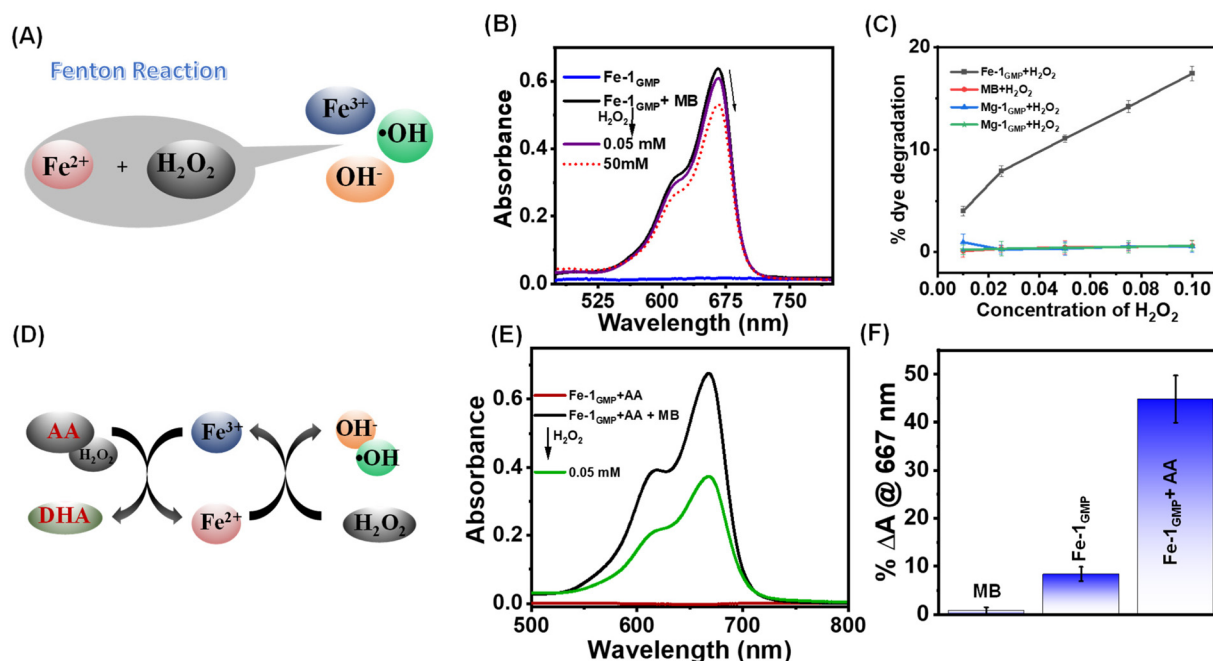 (A)
Fenton Reaction
Fe²⁺
+
H₂O₂
Fe³⁺
•OH
OH⁻
(B)
Absorbance
0.6
0.4
0.2
0.0
Fe-1GMP
Fe-1GMP+ MB
H₂O₂
0.05 mM
50mM
525
600
675
750
Wavelength (nm)
(C)
% dye degradation
20
10
0
Fe-1GMP+H₂O₂
MB+H₂O₂
Mg-1GMP+H₂O₂
Mg-1GMP+H₂O₂
0.00
0.02
0.04
0.06
0.08
0.10
Concentration of H₂O₂
(D)
AA
H₂O₂
Fe³⁺
OH⁻
•OH
DHA
Fe²⁺
H₂O₂
(E)
Absorbance
0.8
0.6
0.4
0.2
0.0
Fe-1GMP+AA
Fe-1GMP+AA + MB
H₂O₂
0.05 mM
500
600
700
800
Wavelength (nm)
(F)
% ΔA @ 667 nm
50
40
30
20
10
0
MB
Fe-1GMP
Fe-1GMP+ AA